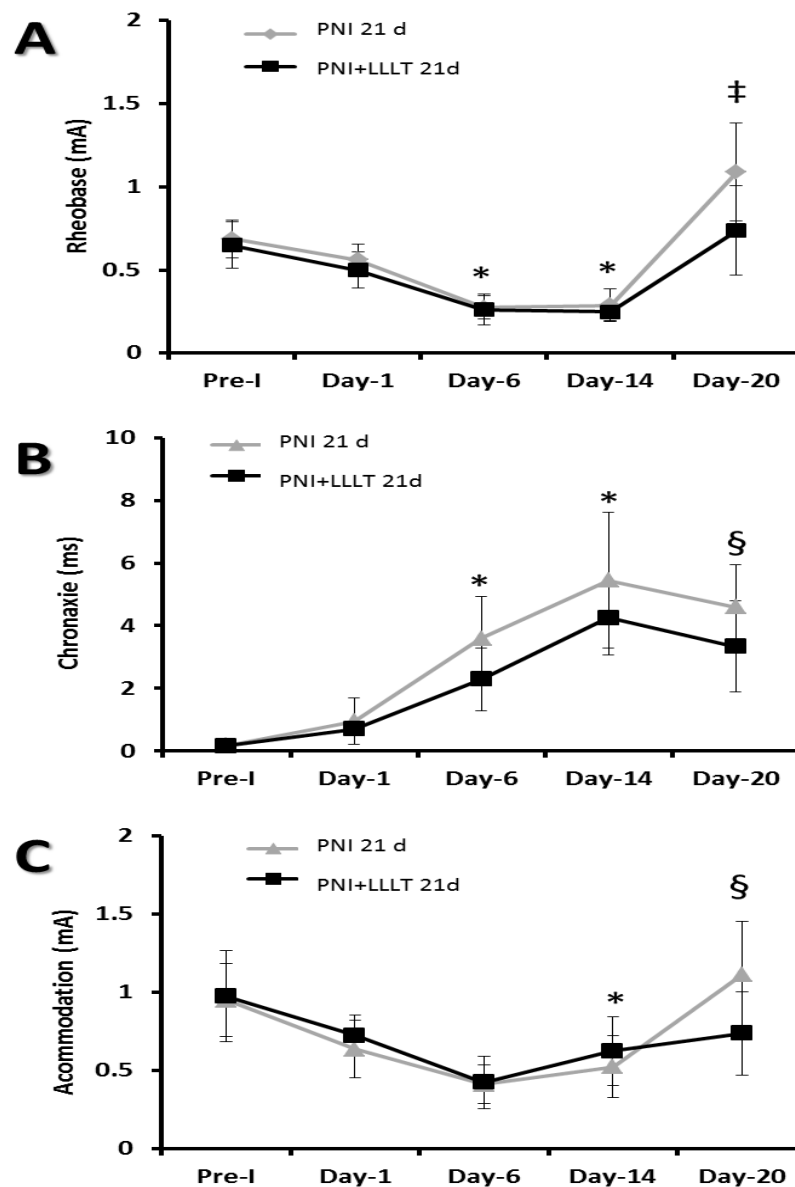 A
2
1.5
1
0.5
0
Rheobase (mA)
PNI 21 d
PNI+LLLT 21d
*
*
‡
Pre-I Day-1 Day-6 Day-14 Day-20
B
10
8
6
4
2
0
Chronaxie (ms)
PNI 21 d
PNI+LLLT 21d
*
*
§
Pre-I Day-1 Day-6 Day-14 Day-20
C
2
1.5
1
0.5
0
Acommodation (mA)
PNI 21 d
PNI+LLLT 21d
*
§
Pre-I Day-1 Day-6 Day-14 Day-20